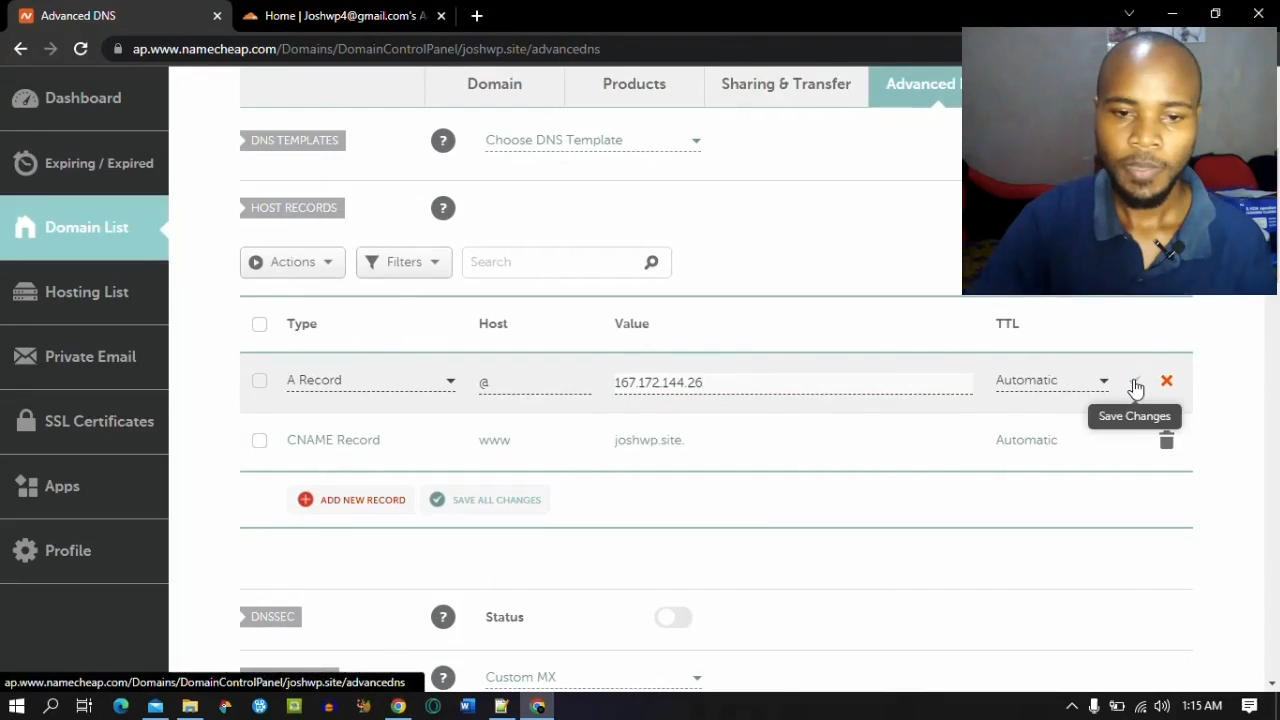 Advanced DNS
Howtjosh4@gmail.com's A
ap.www.namecheap.com/Domains/DomainControlPanel/joshwp.site/advancedns
Domain
Products
Sharing & Transfer
Advanced
Dashboard
Expiring / Expired
Domain List
Hosting List
Private Email
SSL Certificates
Apps
Profile
DNS TEMPLATES
?
Choose DNS Template
HOST RECORDS
?
Actions
Filters
Search
Type
Host
Value
TTL
A Record
@
167.172.144.26
Automatic
Save Changes
CNAME Record
www
joshwp.site.
Automatic
ADD NEW RECORD
SAVE ALL CHANGES
DNSSEC
?
Status
?
Custom MX
ap.www.namecheap.com/Domains/DomainControlPanel/joshwp.site/advancedns
1:15 AM